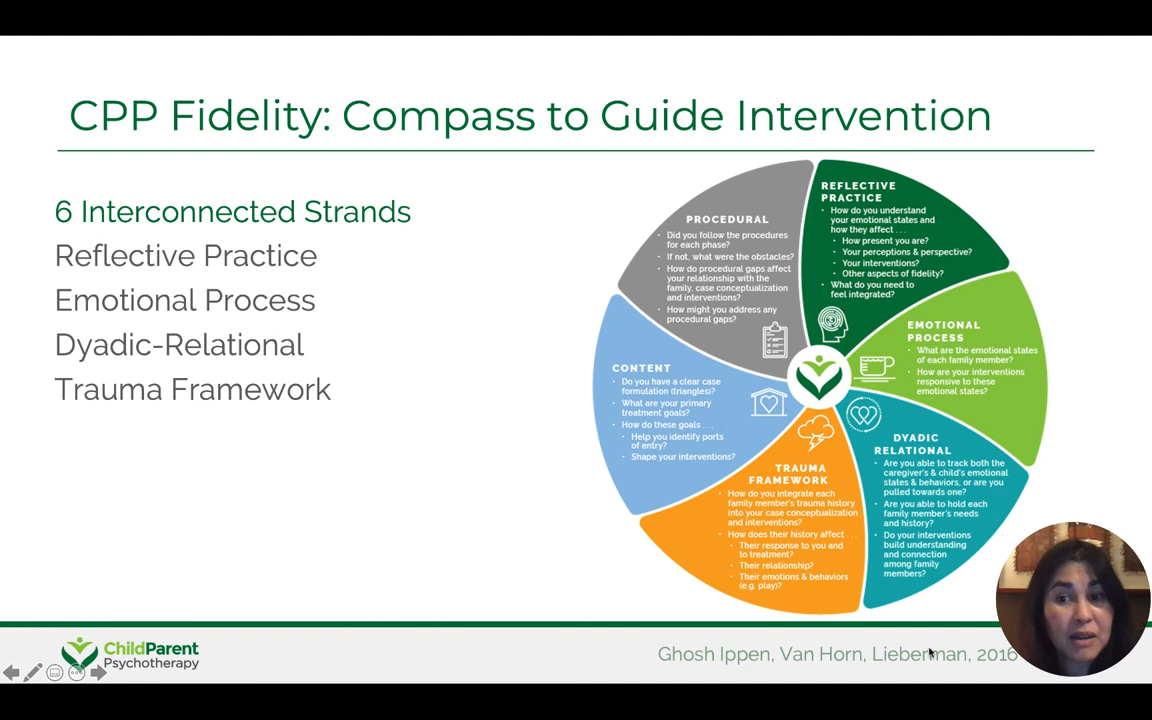 CPP Fidelity: Compass to Guide Intervention
6 Interconnected Strands
Reflective Practice
Emotional Process
Dyadic-Relational
Trauma Framework
REFLECTIVE
PRACTICE
• How do you understand
your emotional states and
how they affect . . .
• How present you are?
• Your perceptions & perspective?
• Your interventions?
• Other aspects of fidelity?
• What do you need to
feel integrated?
EMOTIONAL
PROCESS
• What are the emotional states
of each family member?
• How are your interventions
responsive to these
emotional states?
DYADIC
RELATIONAL
• Are you able to track both the
caregiver's & child's emotional
states & behaviors, or are you
pulled towards one?
• Are you able to hold each
family member's needs
and history?
• Do your interventions
build understanding
and connection
among family
members?
TRAUMA
FRAMEWORK
• How do you integrate each
family member's trauma history
into your case conceptualization
and interventions?
• How does their history affect . . .
• Their response to you and
to treatment?
• Their relationship?
• Their emotions & behaviors
(e.g. play)?
CONTENT
• Do you have a clear case
formulation (triangles)?
• What are your primary
treatment goals?
• How do these goals . . .
• Help you identify ports
of entry?
• Shape your interventions?
PROCEDURAL
• Did you follow the procedures
for each phase?
• If not, what were the obstacles?
• How do procedural gaps affect
your relationship with the
family, case conceptualization
and interventions?
• How might you address any
procedural gaps?
ChildParent
Psychotherapy
Ghosh Ippen, Van Horn, Lieberman, 2016